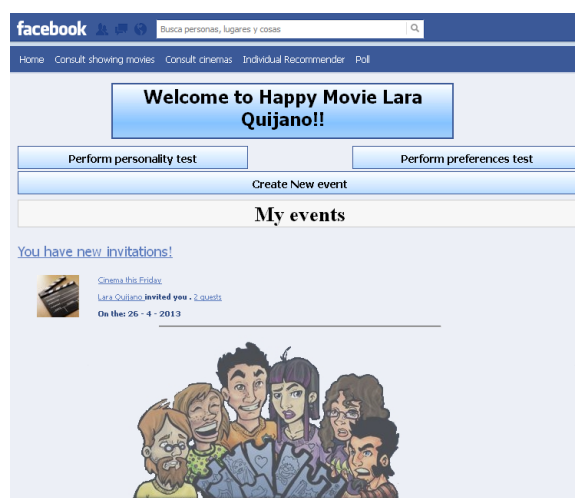 facebook
Busca personas, lugares y cosas
Home Consult showing movies Consult cinemas Individual Recommender Poll
Welcome to Happy Movie Lara
Quijano!!
Perform personality test Perform preferences test
Create New event
My events
You have new invitations!
Cinema this Friday
Lara Quijano invited you . 2 guests
On the: 26 - 4 - 2013